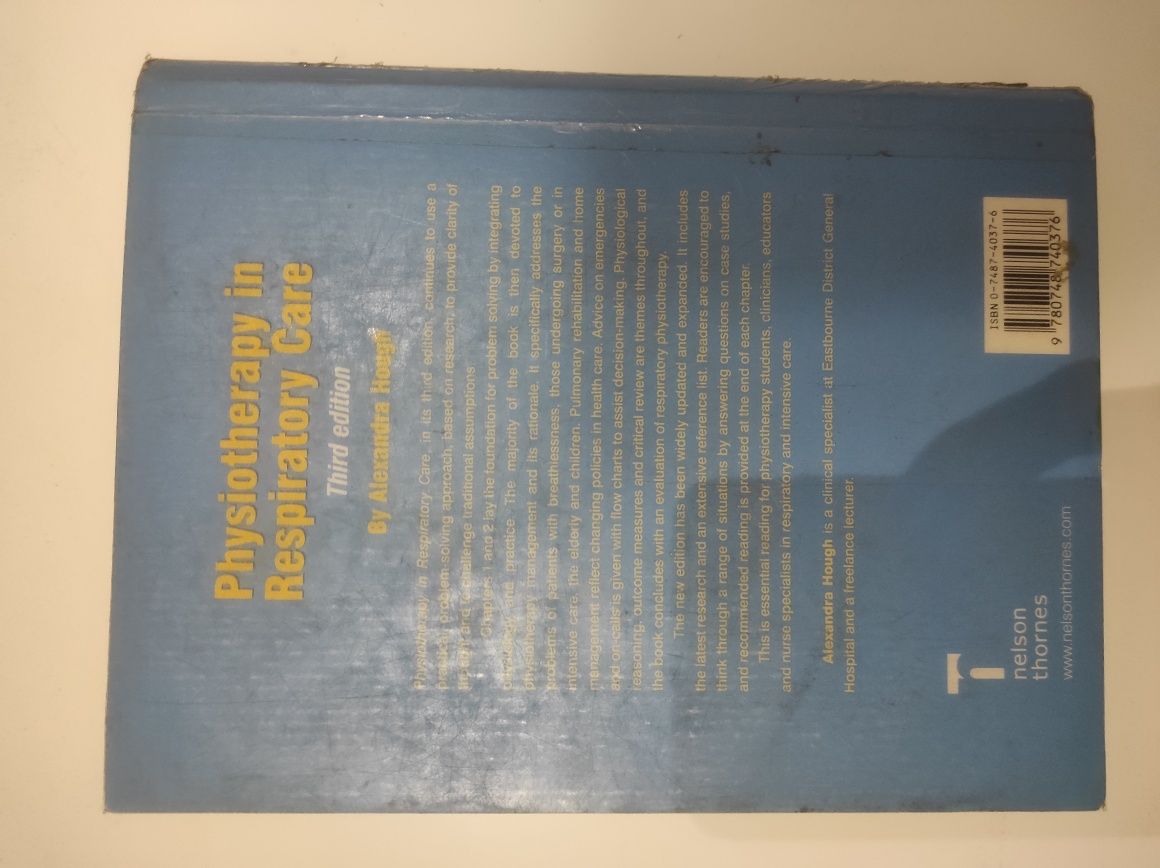 Physiotherapy in
Respiratory Care
Third edition
By Alexandra Hough
Physiotherapy in Respiratory Care, in its third edition, continues to use a
practical, problem-solving approach, based on research, to provide clarity of
and to challenge traditional assumptions
Chapters 1 and 2 lay the foundation for problem solving by integrating
and practice. The majority of the book is then devoted to
physiotherapy management and its rationale. It specifically addresses the
problems of patients with breathlessness, those undergoing surgery or in
intensive care, the elderly and children. Pulmonary rehabilitation and home
management reflect changing policies in health care. Advice on emergencies
and on-calls is given with flow charts to assist decision-making. Physiological
reasoning, outcome measures and critical review are themes throughout, and
the book concludes with an evaluation of respiratory physiotherapy.
The new edition has been widely updated and expanded. It includes
the latest research and an extensive reference list. Readers are encouraged to
think through a range of situations by answering questions on case studies,
and recommended reading is provided at the end of each chapter.
This is essential reading for physiotherapy students, clinicians, educators
and nurse specialists in respiratory and intensive care.
Alexandra Hough is a clinical specialist at Eastbourne District General
Hospital and a freelance lecturer.
nelson
thornes
www.nelsonthornes.com
ISBN 0-7487-4037-6
9 780748 740376